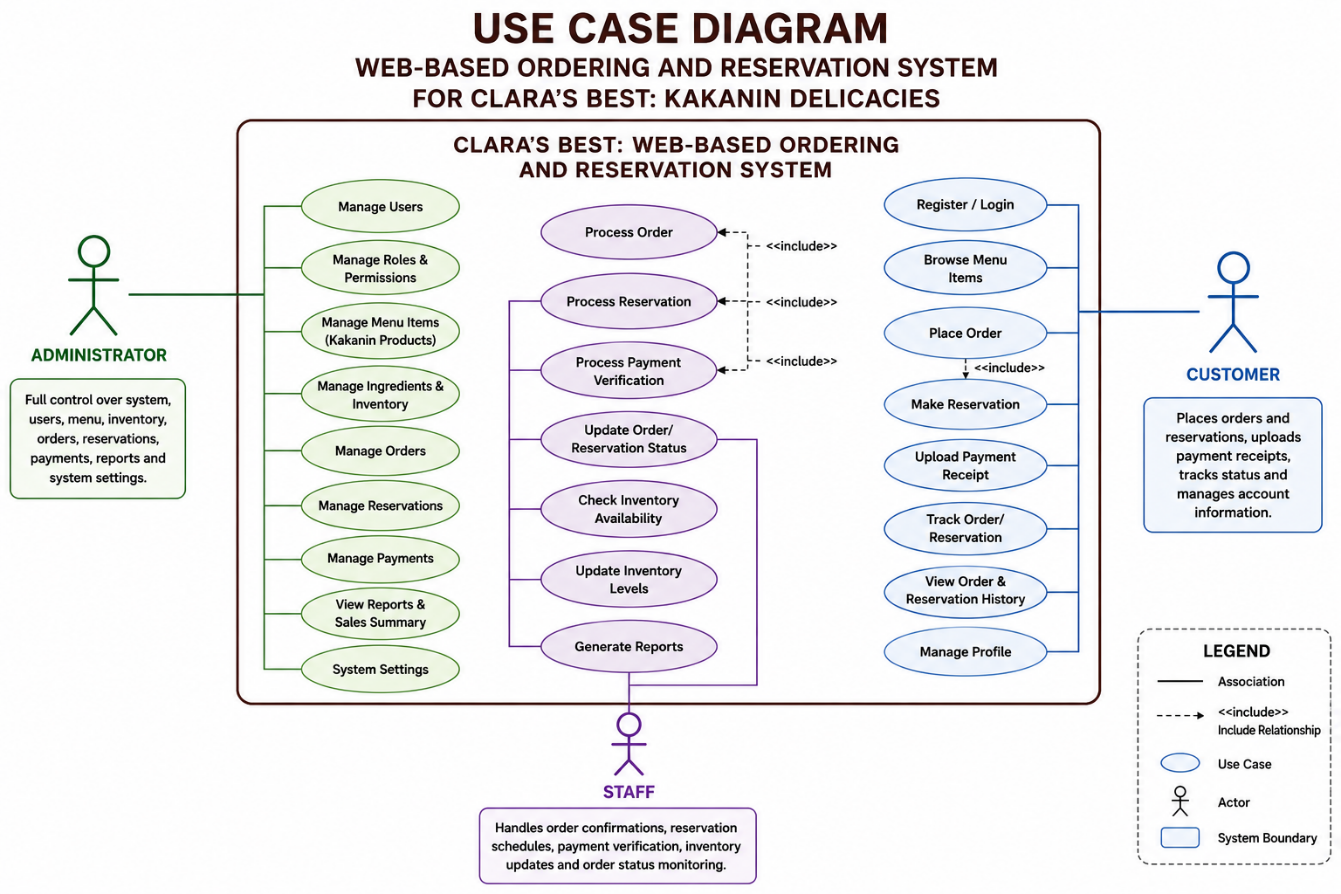 USE CASE DIAGRAM
WEB-BASED ORDERING AND RESERVATION SYSTEM
FOR CLARA'S BEST: KAKANIN DELICACIES
CLARA'S BEST: WEB-BASED ORDERING
AND RESERVATION SYSTEM
Manage Users
Manage Roles &
Permissions
Manage Menu Items
(Kakanin Products)
Manage Ingredients &
Inventory
Manage Orders
Manage Reservations
Manage Payments
View Reports &
Sales Summary
System Settings
Process Order
Process Reservation
Process Payment
Verification
Update Order/
Reservation Status
Check Inventory
Availability
Update Inventory
Levels
Generate Reports
<<include>>
<<include>>
<<include>>
Register / Login
Browse Menu
Items
Place Order
<<include>>
Make Reservation
Upload Payment
Receipt
Track Order/
Reservation
View Order &
Reservation History
Manage Profile
ADMINISTRATOR
Full control over system,
users, menu, inventory,
orders, reservations,
payments, reports and
system settings.
CUSTOMER
Places orders and
reservations, uploads
payment receipts,
tracks status and
manages account
information.
STAFF
Handles order confirmations, reservation
schedules, payment verification, inventory
updates and order status monitoring.
LEGEND
Association
<<include>>
Include Relationship
Use Case
Actor
System Boundary